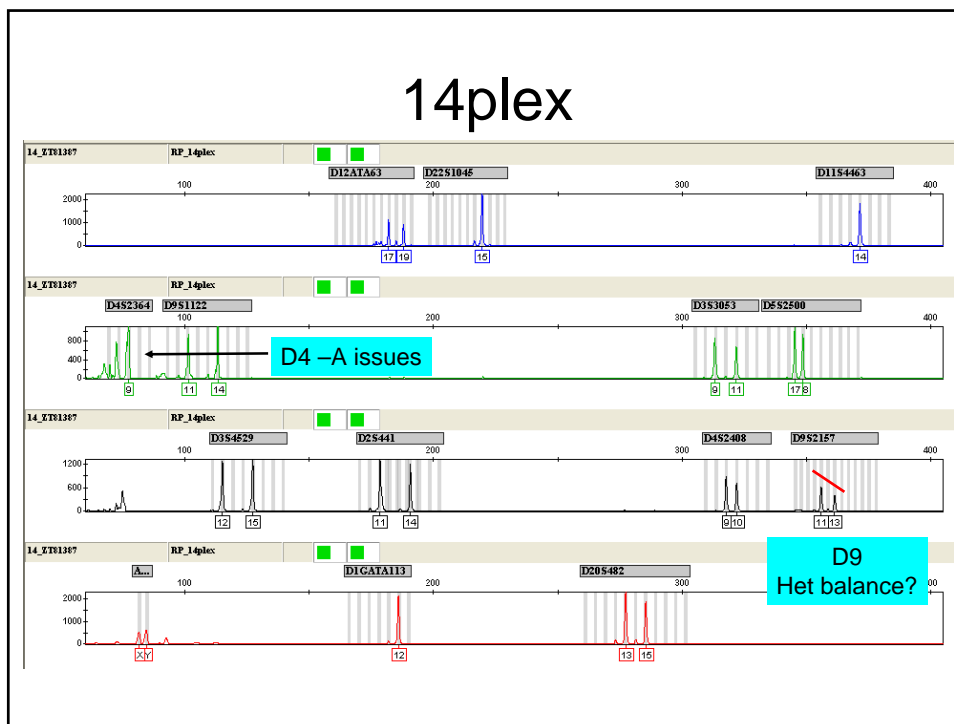 14plex
14_ZT81387 RP_14plex
D12ATA63 D22S1045 D11S4463
100 200 300 400
2000
1000
0
17 19 15 14
14_ZT81387 RP_14plex
D4S2364 D9S1122 D3S3053 D5S2500
100 200 300 400
800
400
0
D4 –A issues
9 11 14 9 11 17 8
14_ZT81387 RP_14plex
D3S4529 D2S441 D4S2408 D9S2157
100 200 300 400
1200
600
0
12 15 11 14 9 10 11 13
14_ZT81387 RP_14plex
D9
Het balance?
A... D1GATA113 D20S482
100 200 300 400
2000
1000
0
X Y 12 13 15